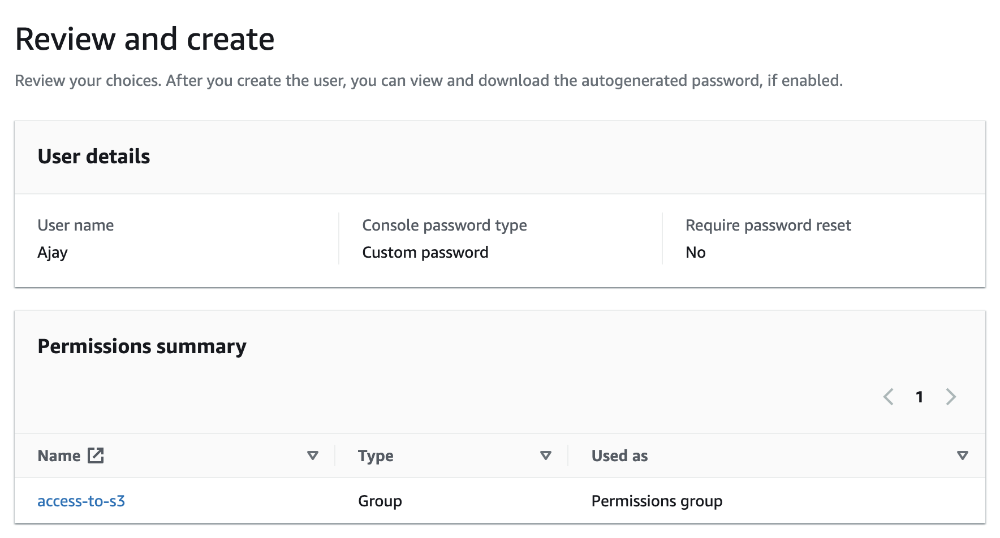 Review and create
Review your choices. After you create the user, you can view and download the autogenerated password, if enabled.
User details
User name
Ajay
Console password type
Custom password
Require password reset
No
Permissions summary
1
Name Type Used as
access-to-s3 Group Permissions group